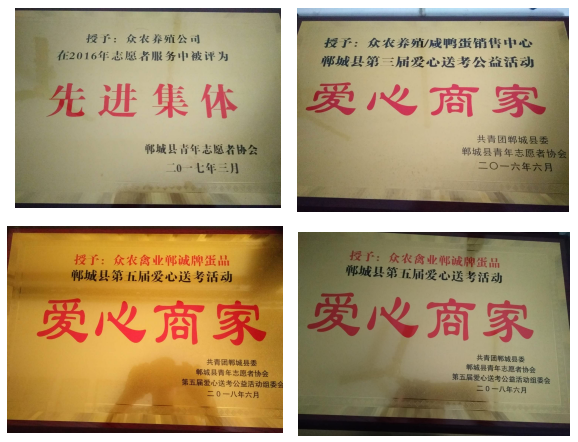 授予：众农养殖公司
在2016年志愿者服务中被评为
先进集体
郸城县青年志愿者协会
二0一七年三月
授予：众农养殖/咸鸭蛋销售中心
郸城县第三届爱心送考公益活动
爱心商家
共青团郸城县委
郸城县青年志愿者协会
二〇一六年六月
授予：众农禽业郸诚牌蛋品
郸城县第五届爱心送考活动
爱心商家
共青团郸城县委
郸城县青年志愿者协会
第五届爱心送考公益活动组委会
二0一八年六月
授予：众农禽业郸诚牌蛋品
郸城县第五届爱心送考活动
爱心商家
共青团郸城县委
郸城县青年志愿者协会
第五届爱心送考公益活动组委会
二0一八年六月